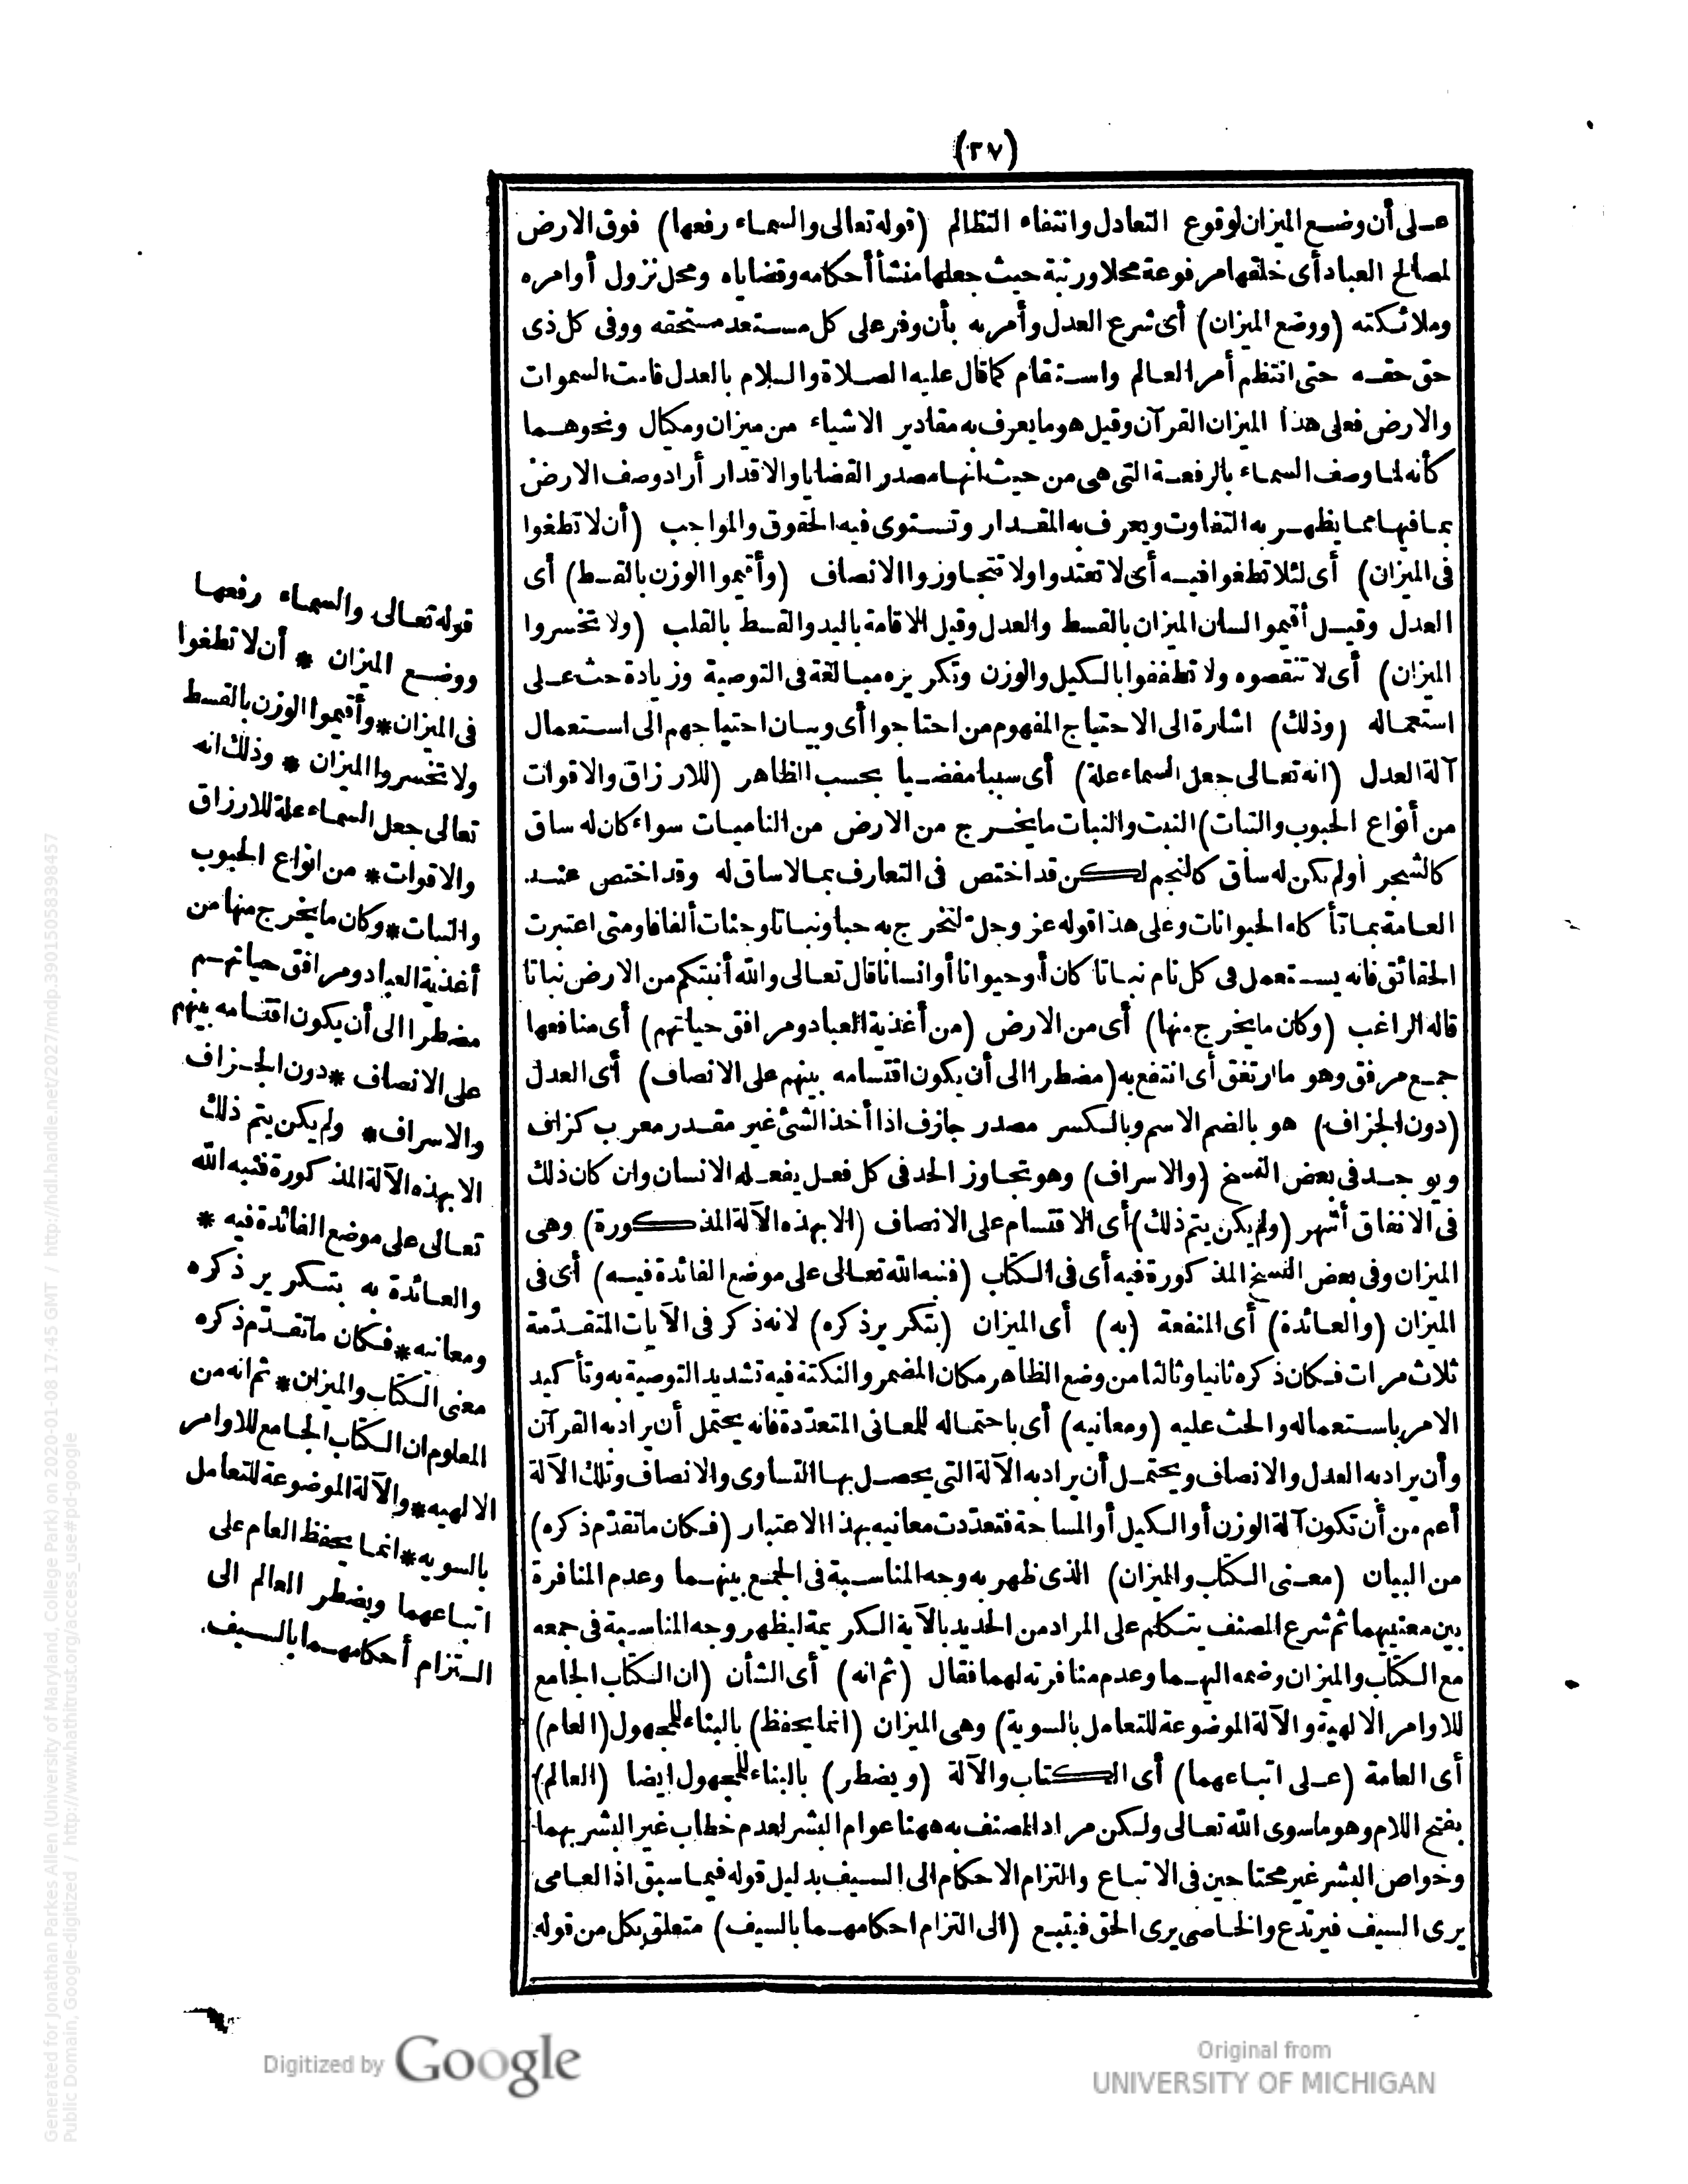 (٣٧)
على أن وضع الميزان لوقوع التعادل وانتفاء التظالم (قوله تعالى والسماء رفعها) فوق الارض
لمصالح العباد أى خلقها مرفوعة محلا ورتبة حيث جعلها منشأ أحكامه وقضاياه ومحل نزول أوامره
وملائكته (ووضع الميزان) أى شرع العدل وأمر به بأن وفر على كل مستعد مستحقه ووفى كل ذى
حق حقه حتى انتظم أمر العالم واستقام كما قال عليه الصلاة والسلام بالعدل قامت السموات
والارض فعلى هذا الميزان القرآن وقيل هو ما يعرف به مقادير الاشياء من ميزان ومكيال ونحوهما
كأنه لما وصف السماء بالرفعة التى هى من حيث انها مصدر القضايا والاقدار أراد وصف الارض
بما فيها مما يظهر به التفاوت ويعرف به المقدار وتستوى فيه الحقوق والمواجب (أن لا تطغوا
فى الميزان) أى لئلا تطغوا فيه أى لا تعتدوا ولا تتجاوزوا الانصاف (وأقيموا الوزن بالقسط) أى
العدل وقيل أقيموا لسان الميزان بالقسط والعدل وقيل الاقامة باليد والقسط بالقلب (ولا تخسروا
الميزان) أى لا تنقصوه ولا تطففوا بالكيل والوزن وتكريره مبالغة فى التوصية وزيادة حث على
استعماله (وذلك) اشارة الى الاحتياج المفهوم من احتاجوا أى وبيان احتياجهم الى استعمال
آلة العدل (انه تعالى جعل السماء علة) أى سببا مفضيا بحسب الظاهر (للارزاق والاقوات
من أنواع الحبوب والنبات) النبت والنبات ما يخرج من الارض من الناميات سواء كان له ساق
كالشجر أو لم يكن له ساق كالنجم لكن قد اختص فى التعارف بما لا ساق له وقد اختص عند
العامة بما تأكله الحيوانات وعلى هذا قوله عز وجل لنخرج به حبا ونباتا وجنات ألفافا ومتى اعتبرت
الحقائق فانه يستعمل فى كل نام نباتا كان أو حيوانا أو انسانا قال تعالى والله أنبتكم من الارض نباتا
قاله الراغب (وكان ما يخرج منها) أى من الارض (من أغذية العباد ومرافق حياتهم) أى منافعها
جمع مرفق وهو ما ارتفق أى انتفع به (مضطرا الى أن يكون اقتسامه بينهم على الانصاف) أى العدل
(دون الجزاف) هو بالضم الاسم وبالكسر مصدر جازف اذا أخذ الشئ غير مقدر معرب كزاف
ويوجد فى بعض النسخ (والاسراف) وهو تجاوز الحد فى كل فعل يفعله الانسان وان كان ذلك
فى الانفاق أشهر (ولم يكن يتم ذلك) أى الاقتسام على الانصاف (الا بهذه الآلة المذكورة) وهى
الميزان وفى بعض النسخ المذكورة فيه أى فى الكتاب (فنبه الله تعالى على موضع الفائدة فيه) أى فى
الميزان (والعائدة) أى المنفعة (به) أى الميزان (بتكرير ذكره) لانه ذكر فى الآيات المتقدمة
ثلاث مرات فكان ذكره ثانيا وثالثا من وضع الظاهر مكان المضمر والنكتة فيه تشديد التوصية به وتأكيد
الامر باستعماله والحث عليه (ومعانيه) أى باحتماله للمعانى المتعددة فانه يحتمل أن يراد به القرآن
وأن يراد به العدل والانصاف ويحتمل أن يراد به الآلة التى يحصل بها التساوى والانصاف وتلك الآلة
أعم من أن تكون آلة الوزن أو الكيل أو المساحة فتعددت معانيه بهذا الاعتبار (فكان ما تقدم ذكره)
من البيان (معنى الكتاب والميزان) الذى ظهر به وجه المناسبة فى الجمع بينهما وعدم المنافرة
بين معنييهما ثم شرع المصنف يتكلم على المراد من الحديد بالآية الكريمة ليظهر وجه المناسبة فى جمعه
مع الكتاب والميزان وضمه اليهما وعدم منافرته لهما فقال (ثم انه) أى الشأن (ان الكتاب الجامع
للاوامر الالهية والآلة الموضوعة للتعامل بالسوية) وهى الميزان (انما يحفظ) بالبناء للمجهول (العام)
أى العامة (على اتباعهما) أى الكتاب والآلة (ويضطر) بالبناء للمجهول ايضا (العالم)
بفتح اللام وهو ما سوى الله تعالى ولكن مراد المصنف به ههنا عوام البشر لعدم خطاب غير البشر بهما
وخواص البشر غير محتاجين فى الاتباع والتزام الاحكام الى السيف بدليل قوله فيما سبق اذ العامى
يرى السيف فيرتدع والخاصى يرى الحق فيتبع (الى التزام احكامهما بالسيف) متعلق بكل من قوله
قوله تعالى والسماء رفعها
ووضع الميزان * أن لا تطغوا
فى الميزان * وأقيموا الوزن بالقسط
ولا تخسروا الميزان * وذلك انه
تعالى جعل السماء علة للارزاق
والاقوات * من انواع الحبوب
والنبات * وكان ما يخرج منها من
أغذية العباد ومرافق حياتهم
مضطرا الى أن يكون اقتسامه بينهم
على الانصاف * دون الجزاف
والاسراف * ولم يكن يتم ذلك
الا بهذه الآلة المذكورة فنبه الله
تعالى على موضع الفائدة فيه *
والعائدة به بتكرير ذكره
ومعانيه * فكان ما تقدم ذكره
معنى الكتاب والميزان * ثم انه من
المعلوم ان الكتاب الجامع للاوامر
الالهيه * والآلة الموضوعة للتعامل
بالسويه * انما يحفظ العام على
اتباعهما ويضطر العالم الى
التزام أحكامهما بالسيف.
Digitized by Google
Original from
UNIVERSITY OF MICHIGAN
Generated for Jonathan Parkes Allen (University of Maryland, College Park) on 2020-01-08 17:45 GMT / http://hdl.handle.net/2027/mdp.39015058398457
Public Domain, Google-digitized / http://www.hathitrust.org/access_use#pd-google